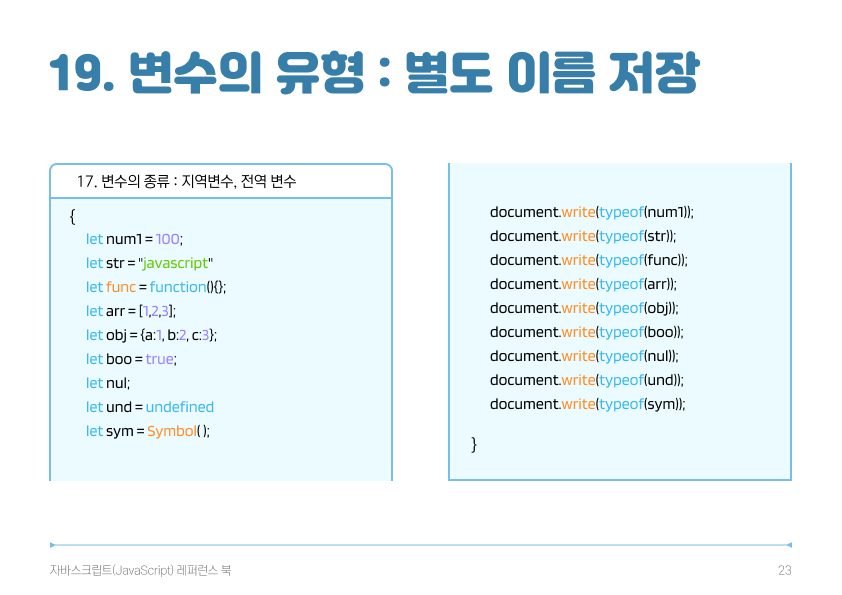 19. 변수의 유형 : 별도 이름 저장
17. 변수의 종류 : 지역변수, 전역 변수
{
let num1 = 100;
let str = "javascript"
let func = function(){};
let arr = [1,2,3];
let obj = {a:1, b:2, c:3};
let boo = true;
let nul;
let und = undefined
let sym = Symbol( );
document.write(typeof(num1));
document.write(typeof(str));
document.write(typeof(func));
document.write(typeof(arr));
document.write(typeof(obj));
document.write(typeof(boo));
document.write(typeof(nul));
document.write(typeof(und));
document.write(typeof(sym));
}
자바스크립트(JavaScript) 레퍼런스 북
23